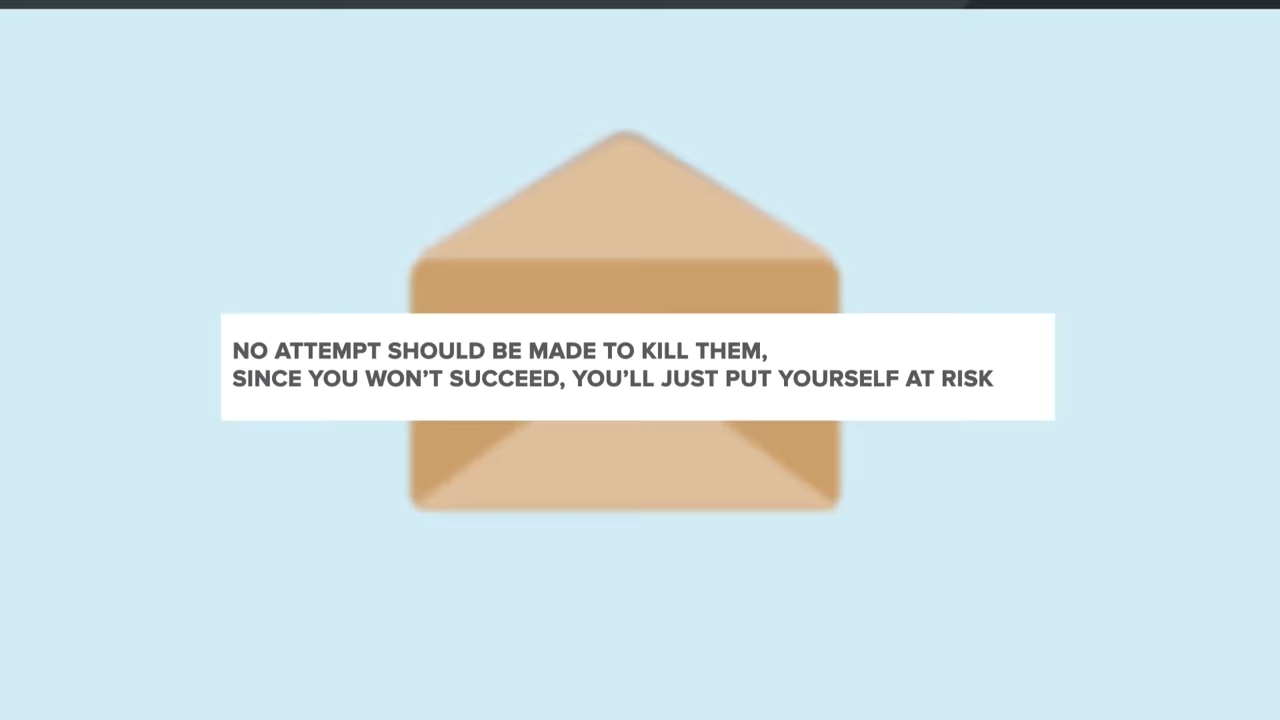 NO ATTEMPT SHOULD BE MADE TO KILL THEM,
SINCE YOU WON’T SUCCEED, YOU’LL JUST PUT YOURSELF AT RISK